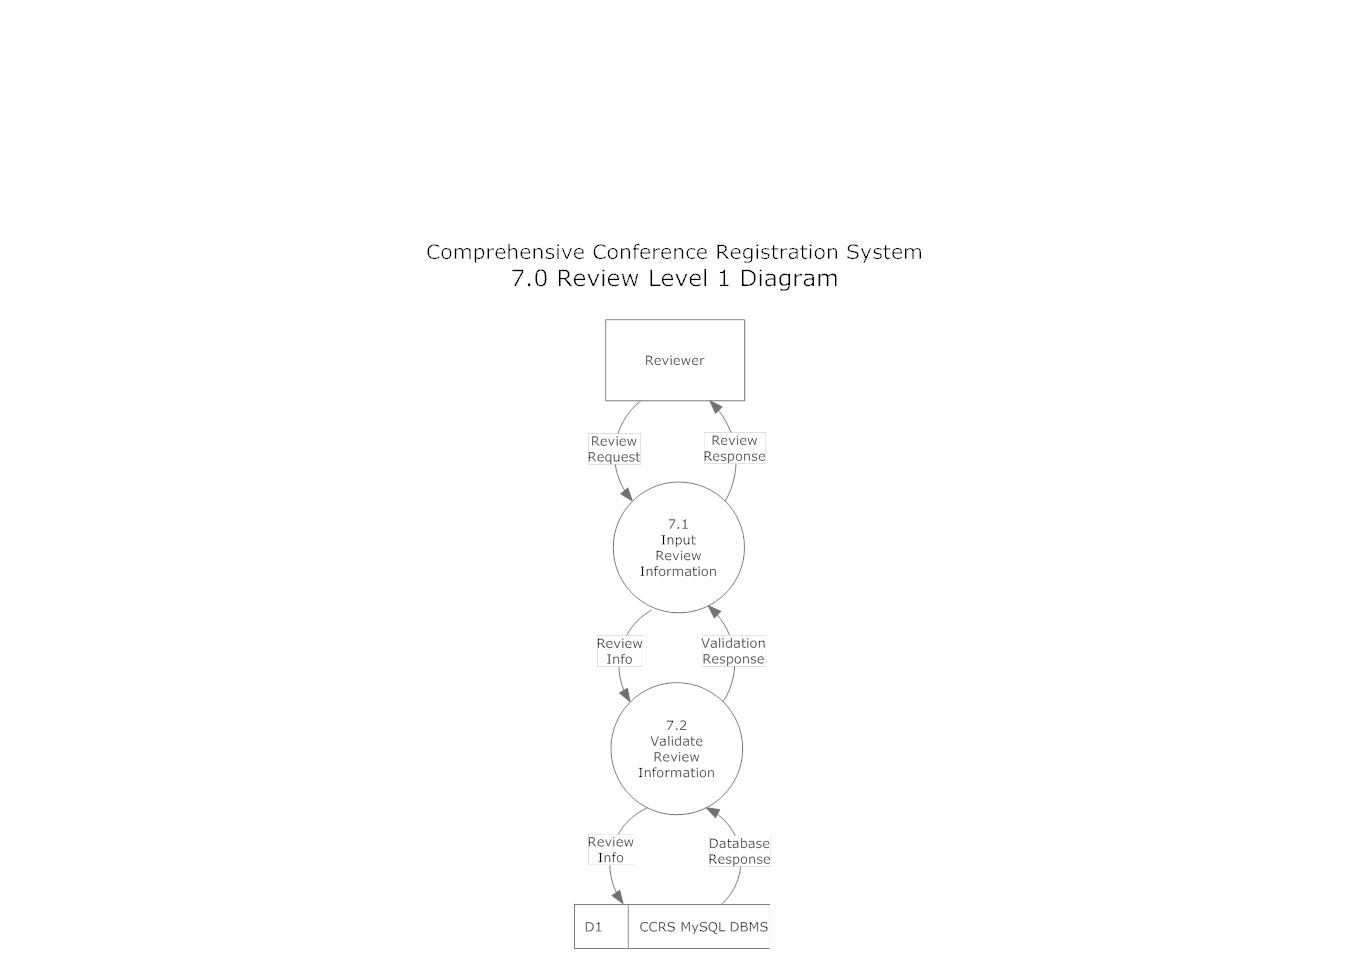 Comprehensive Conference Registration System
7.0 Review Level 1 Diagram
Reviewer
Review
Request
Review
Response
7.1
Input
Review
Information
Review
Info
Validation
Response
7.2
Validate
Review
Information
Review
Info
Database
Response
D1
CCRS MySQL DBMS